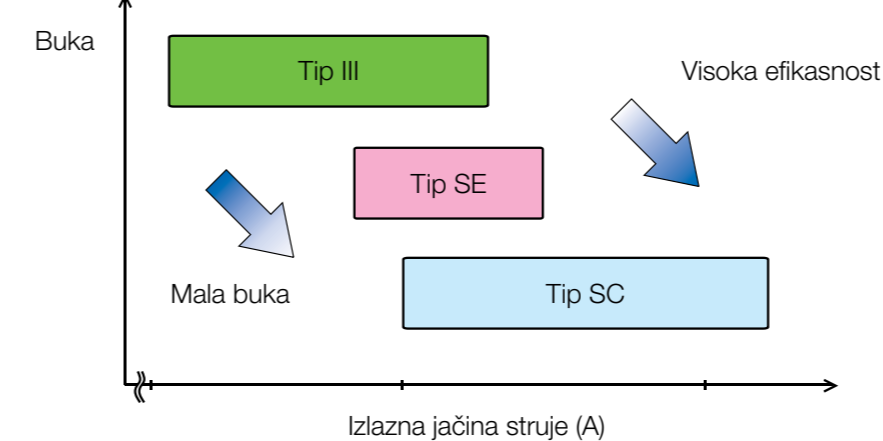 Buka
Tip III
Visoka efikasnost
Tip SE
Mala buka
Tip SC
Izlazna jačina struje (A)